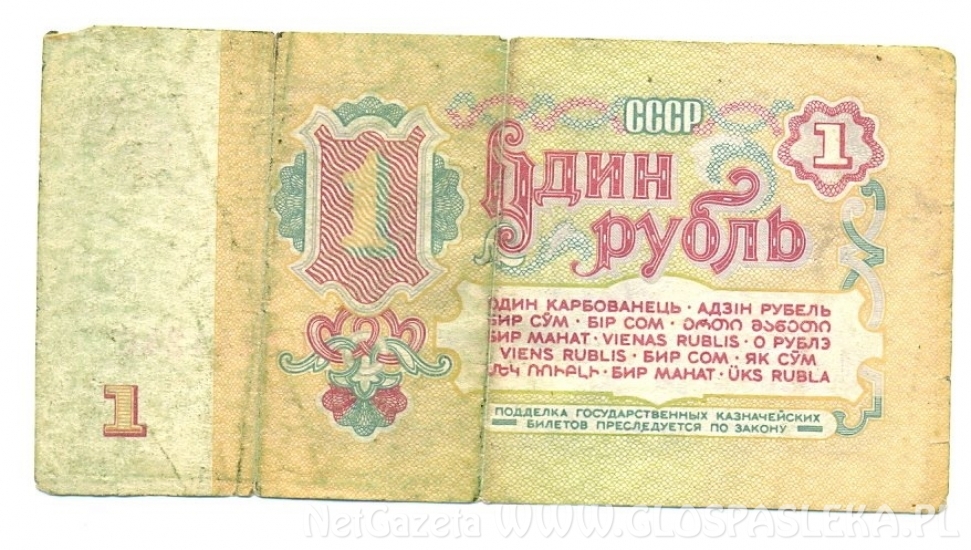 СССР
1
1
Один
рубль
ОДИН КАРБОВАНЕЦЬ · АДЗІН РУБЕЛЬ
БИР СЎМ · БІР СОМ · ᲔᲠᲗᲘ ᲛᲐᲜᲔᲗᲘ
БИР МАНАТ · VIENAS RUBLIS · О РУБЛЭ
VIENS RUBLIS · БИР СОМ · ЯК СЎМ
ՄԵԿ ՌՈՒԲԼԻ · БИР МАНАТ · ÜKS RUBLA
ПОДДЕЛКА ГОСУДАРСТВЕННЫХ КАЗНАЧЕЙСКИХ
БИЛЕТОВ ПРЕСЛЕДУЕТСЯ ПО ЗАКОНУ
1
NetGazeta WWW.GLOSPASLEKA.PL